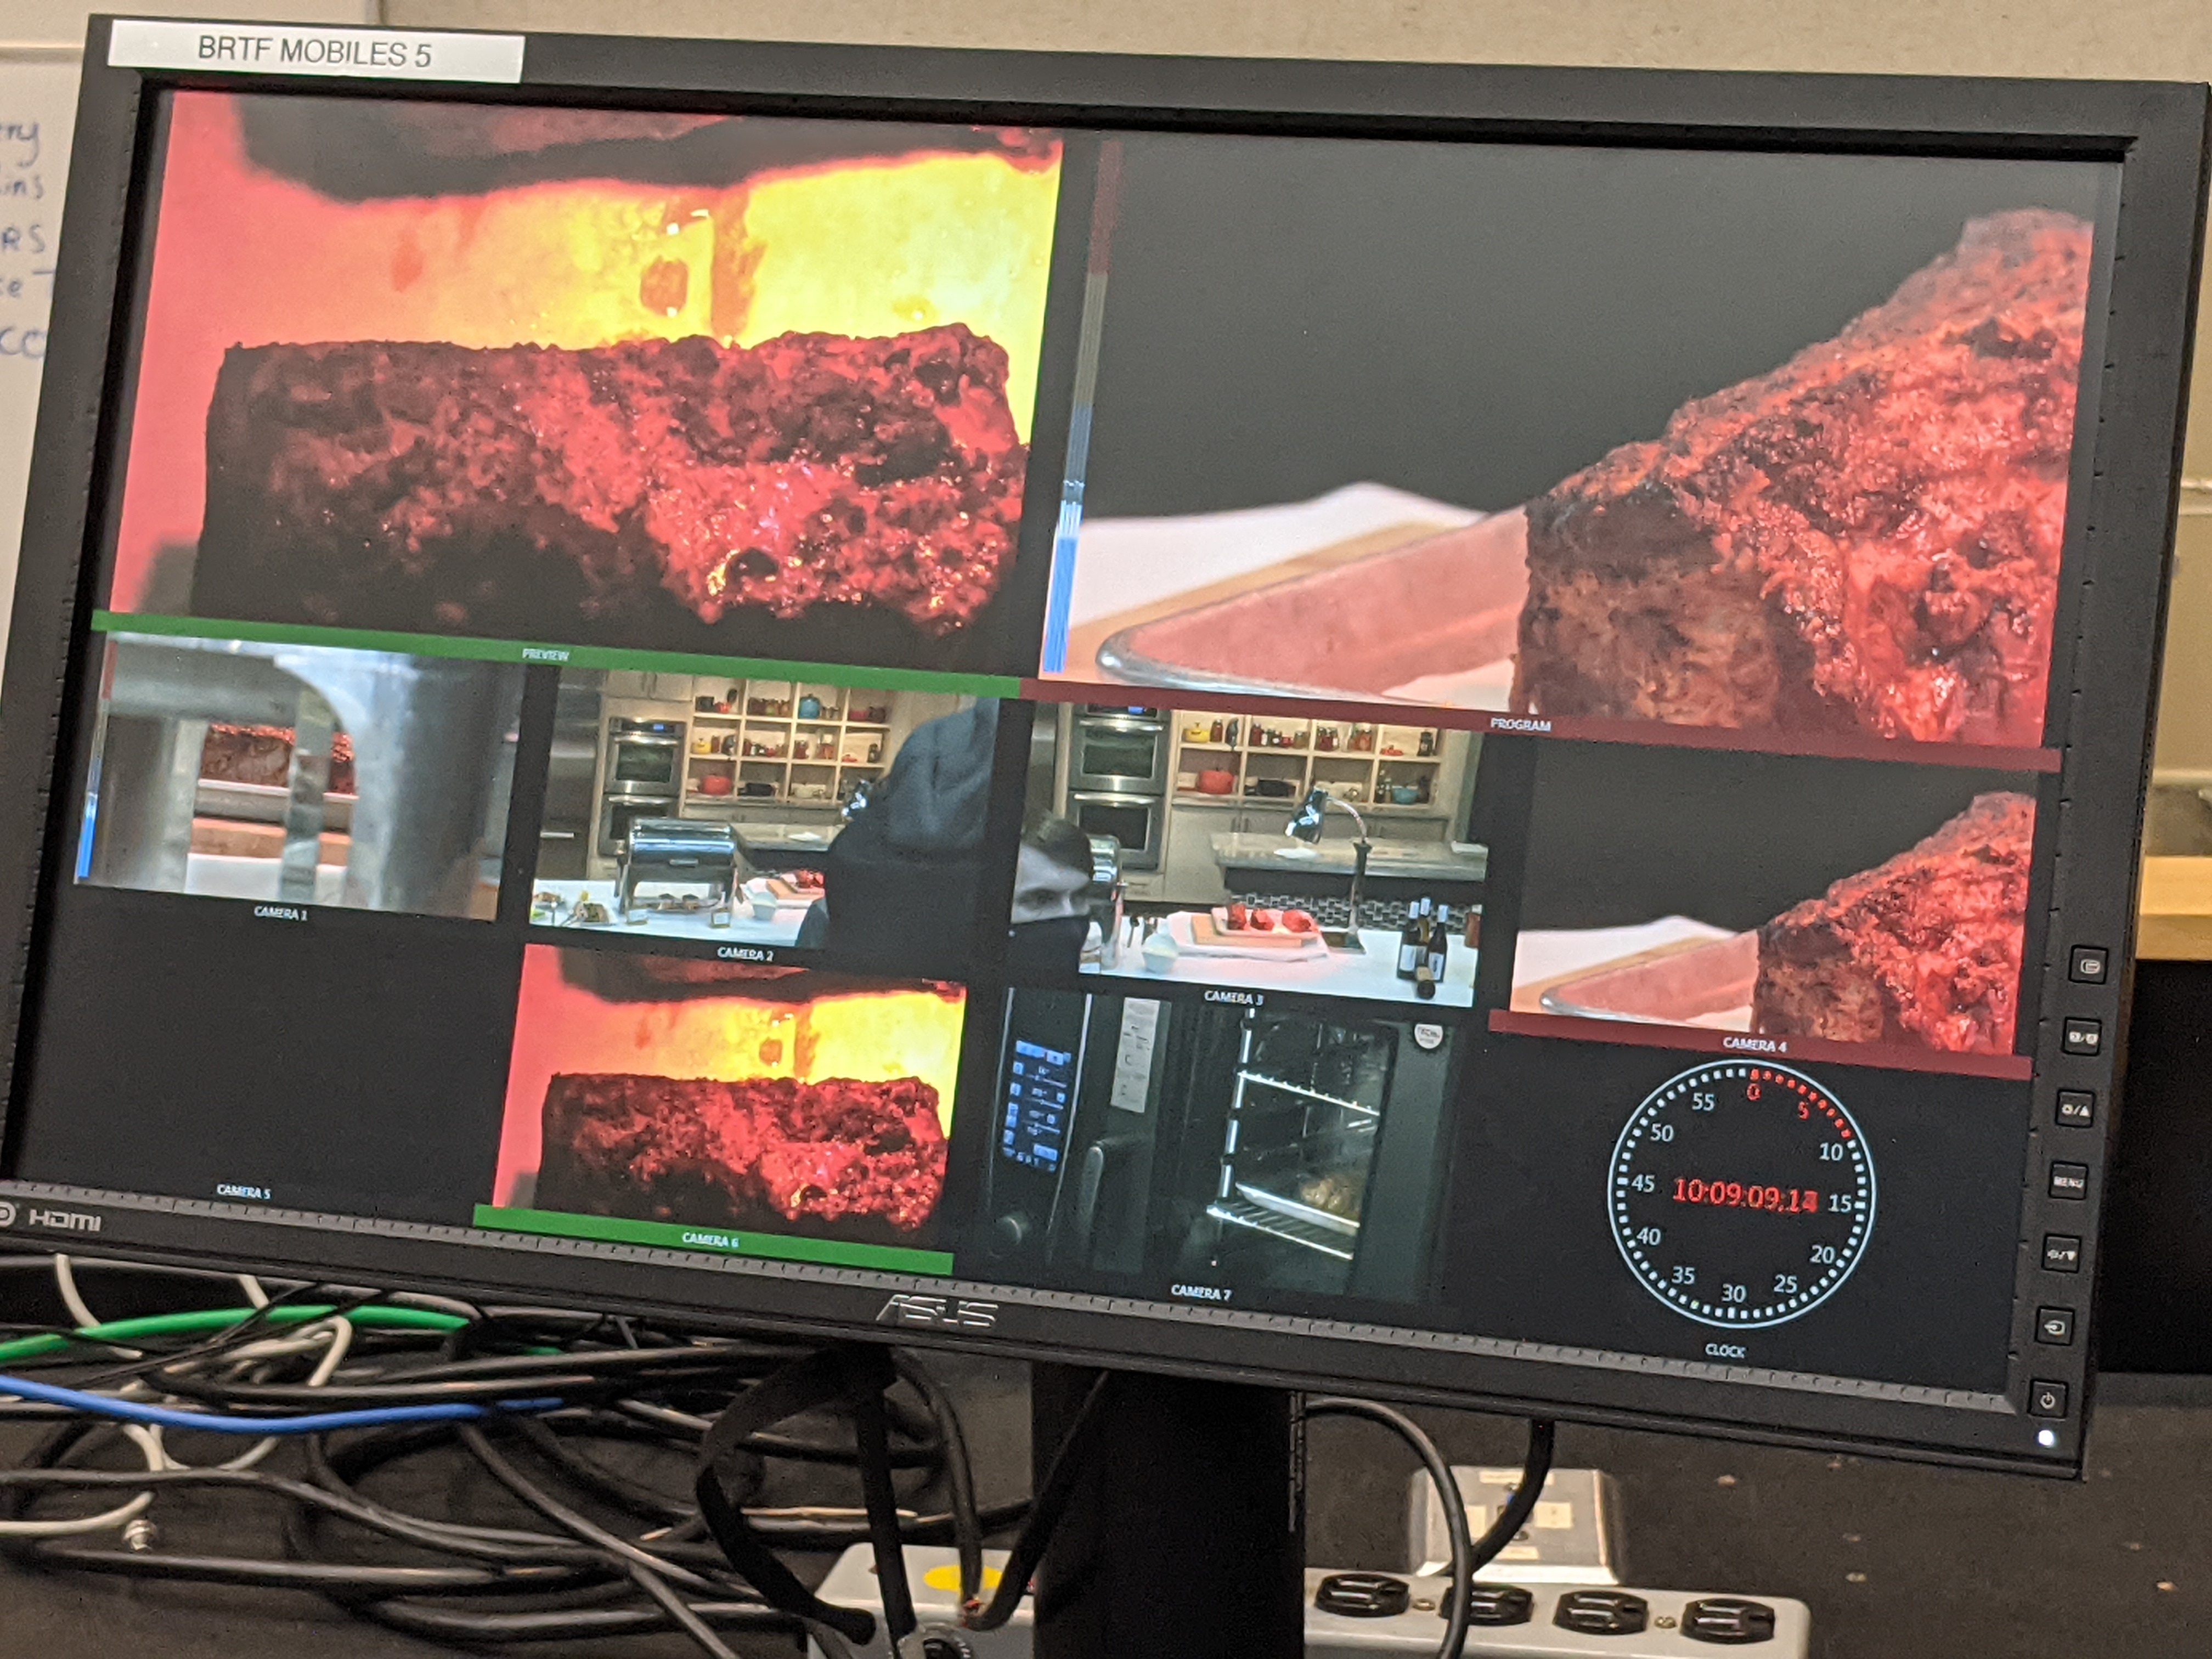 BRTF MOBILES 5
PREVIEW
PROGRAM
CAMERA 1
CAMERA 2
CAMERA 3
CAMERA 4
CAMERA 5
CAMERA 6
CAMERA 7
0
5
10
15
20
25
30
35
40
45
50
55
10:09:09:14
CLOCK
HDMI
ASUS
MENU